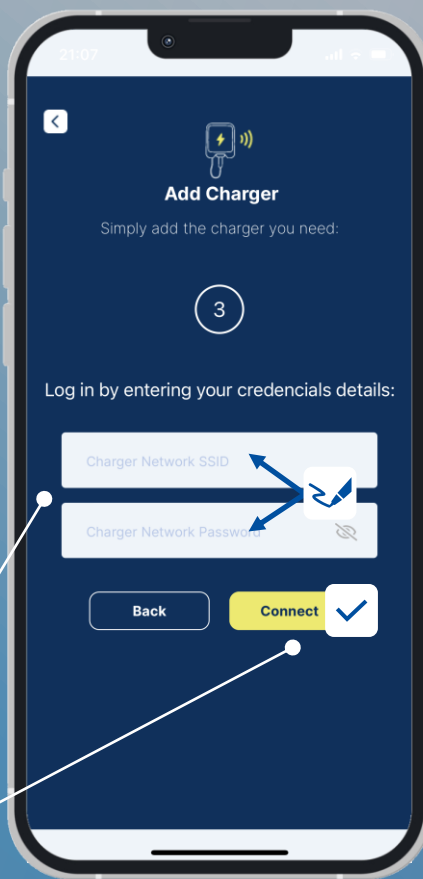 21:07
Add Charger
Simply add the charger you need:
3
Log in by entering your credencials details:
Charger Network SSID
Charger Network Password
Back
Connect